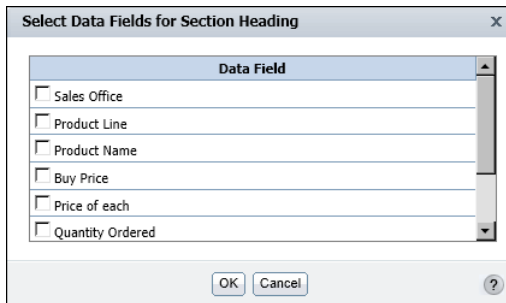 Select Data Fields for Section Heading x
Data Field
Sales Office
Product Line
Product Name
Buy Price
Price of each
Quantity Ordered
OK Cancel ?